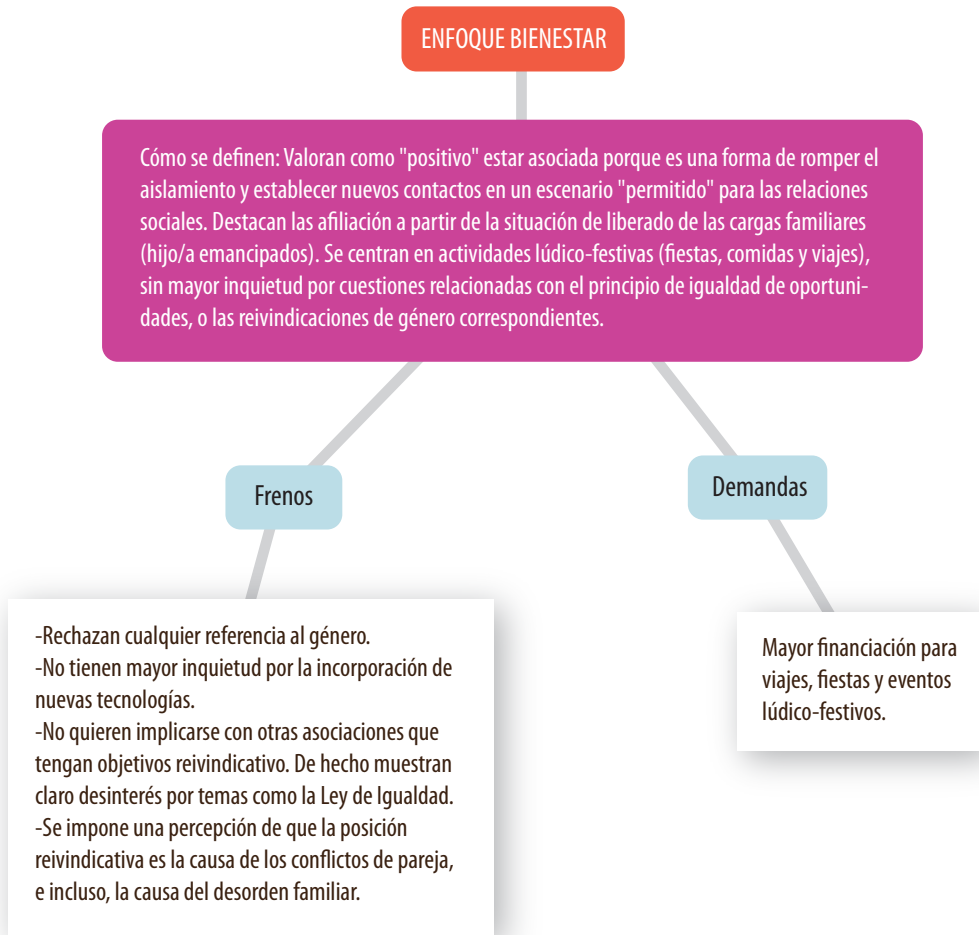 ENFOQUE BIENESTAR
Cómo se definen: Valoran como "positivo" estar asociada porque es una forma de romper el
aislamiento y establecer nuevos contactos en un escenario "permitido" para las relaciones
sociales. Destacan las afiliación a partir de la situación de liberado de las cargas familiares
(hijo/a emancipados). Se centran en actividades lúdico-festivas (fiestas, comidas y viajes),
sin mayor inquietud por cuestiones relacionadas con el principio de igualdad de oportuni-
dades, o las reivindicaciones de género correspondientes.
Frenos
Demandas
-Rechazan cualquier referencia al género.
-No tienen mayor inquietud por la incorporación de
nuevas tecnologías.
-No quieren implicarse con otras asociaciones que
tengan objetivos reivindicativo. De hecho muestran
claro desinterés por temas como la Ley de Igualdad.
-Se impone una percepción de que la posición
reivindicativa es la causa de los conflictos de pareja,
e incluso, la causa del desorden familiar.
Mayor financiación para
viajes, fiestas y eventos
lúdico-festivos.